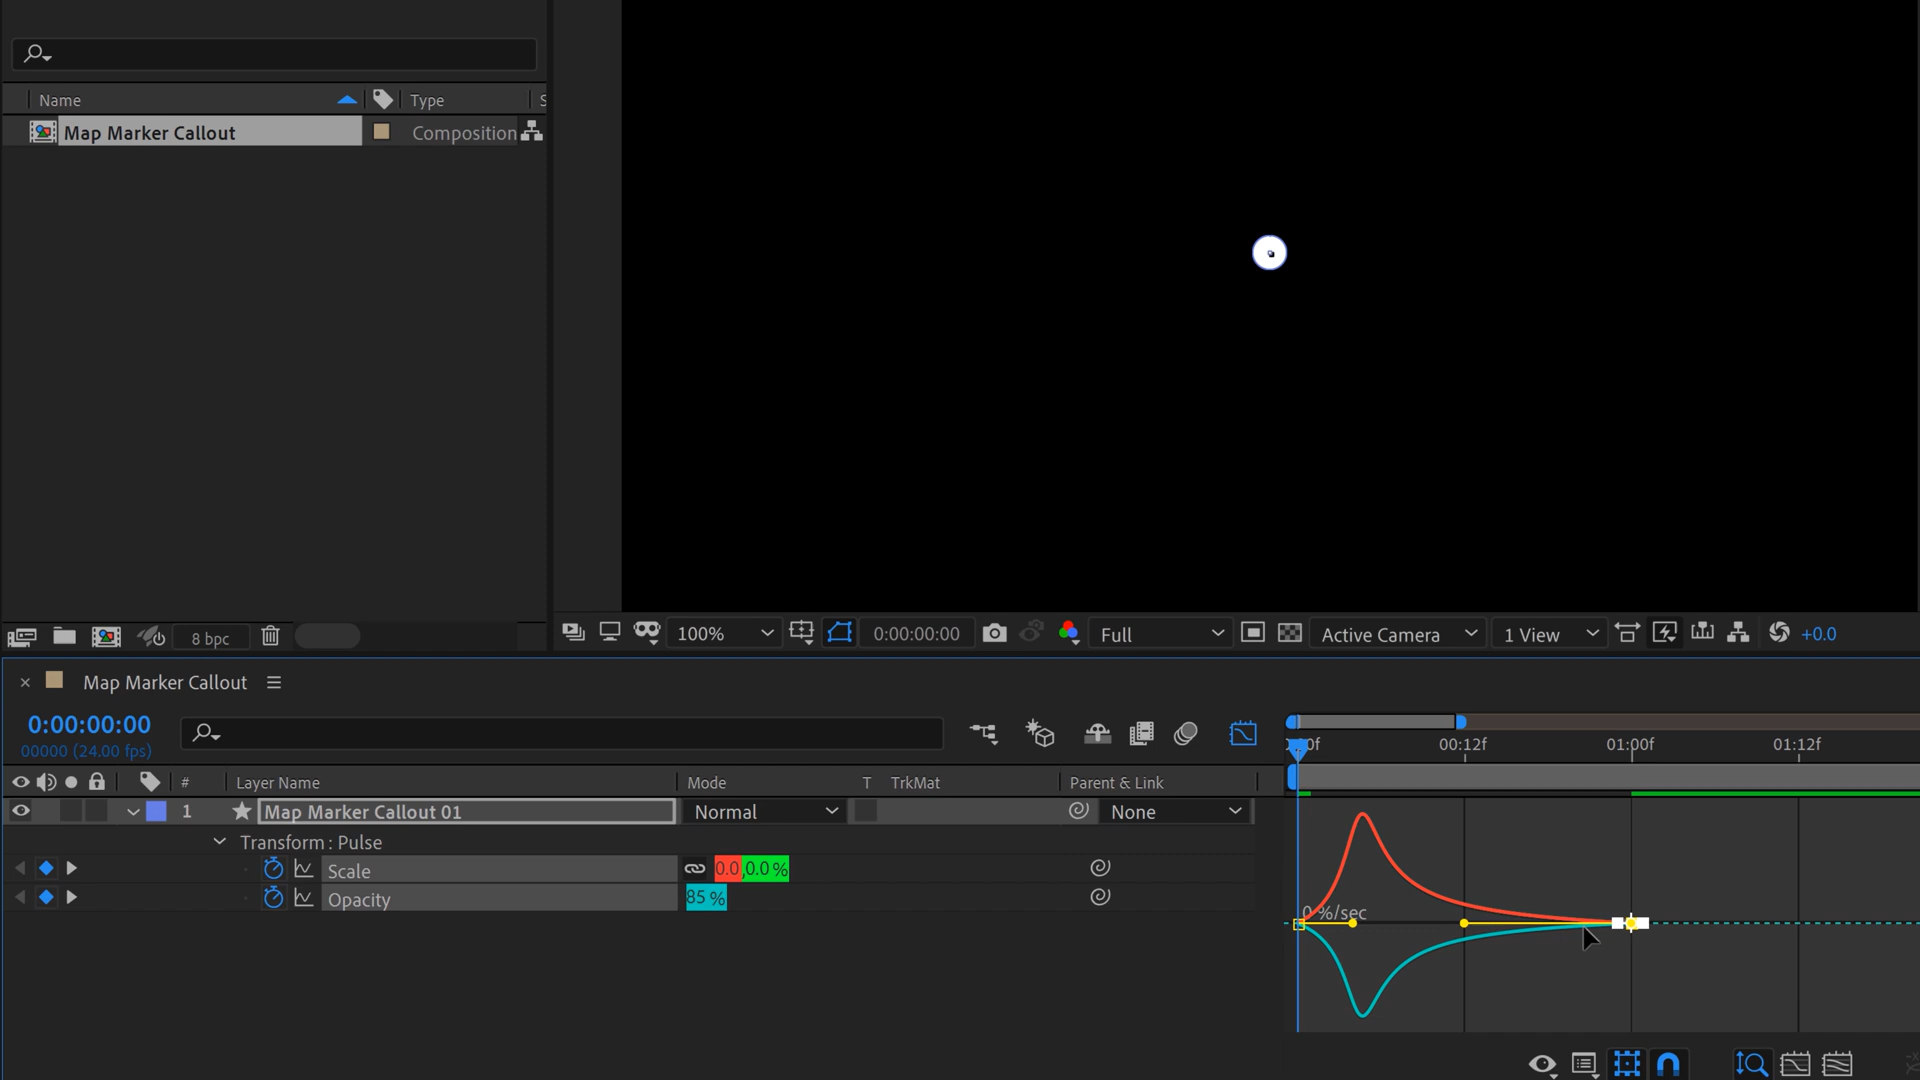 Name Type S
Map Marker Callout Composition
8 bpc 100% 0:00:00:00 Full Active Camera 1 View +0.0
Map Marker Callout
0:00:00:00
00000 (24.00 fps)
00f 00:12f 01:00f 01:12f
# Layer Name Mode T TrkMat Parent & Link
1 Map Marker Callout 01 Normal None
Transform : Pulse
Scale 0.0,0.0 %
Opacity 85 %
0 %/sec